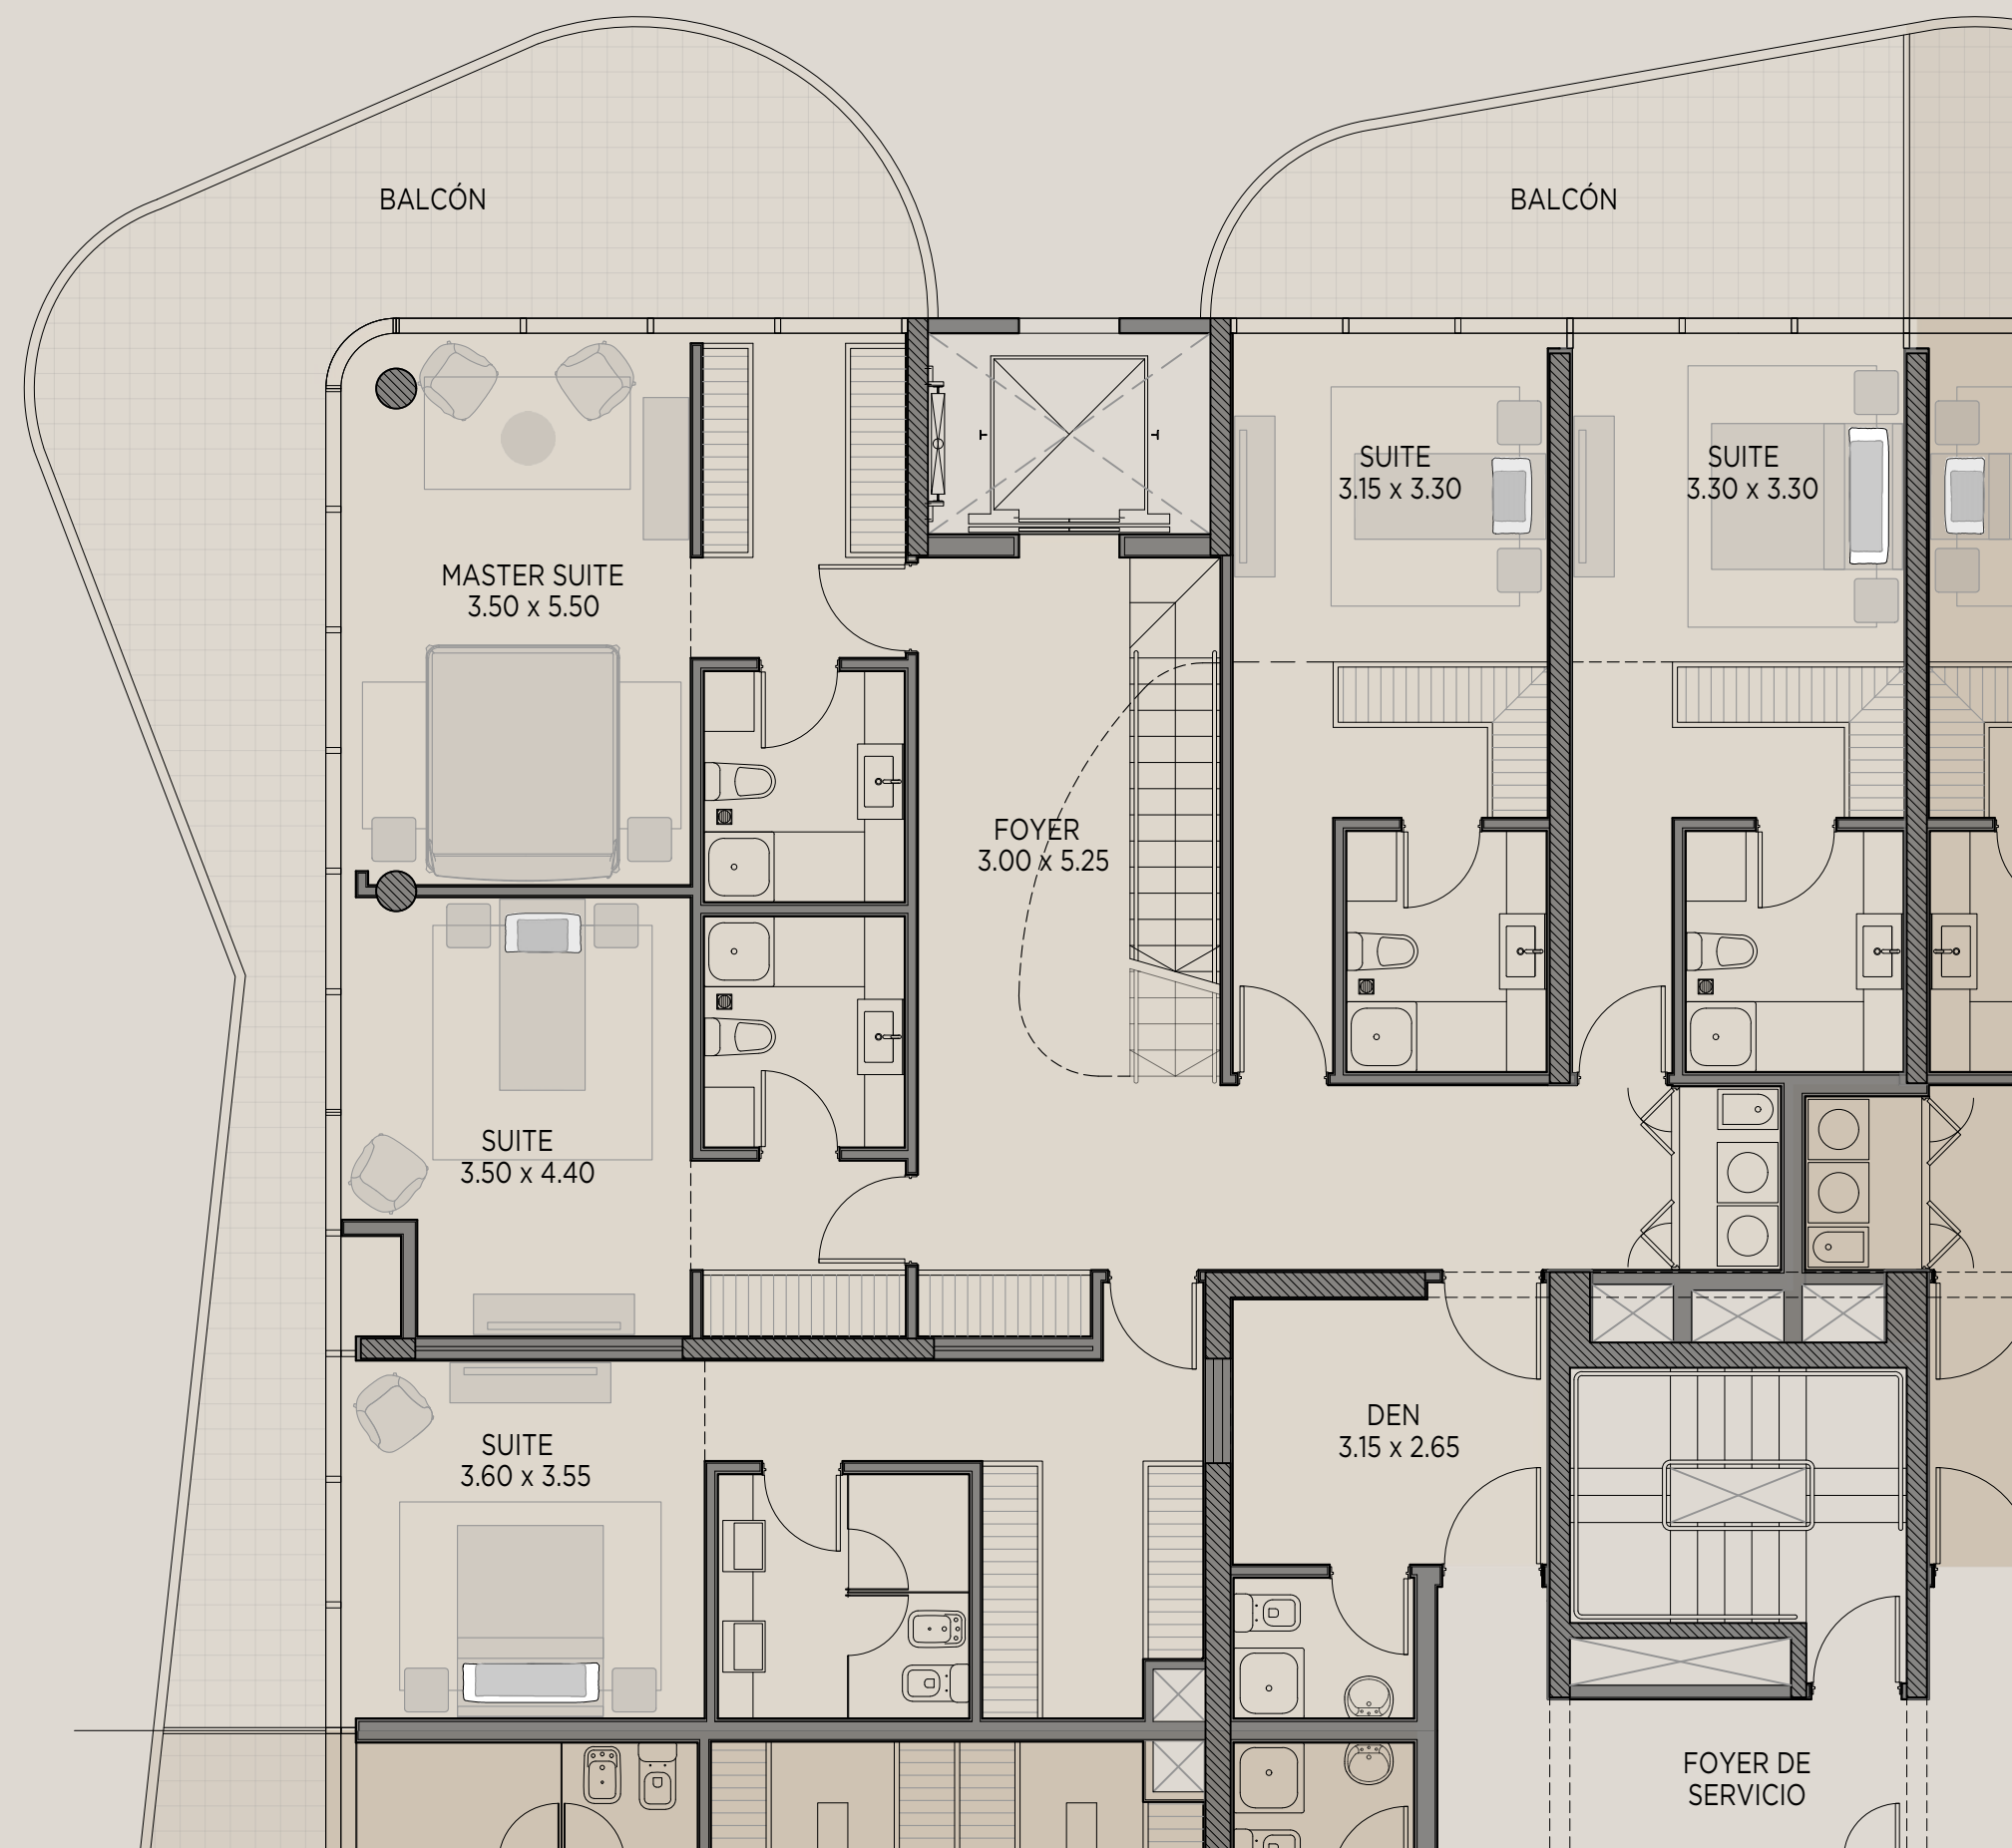 BALCÓN
BALCÓN
SUITE
3.15 x 3.30
SUITE
3.30 x 3.30
MASTER SUITE
3.50 x 5.50
FOYER
3.00 x 5.25
SUITE
3.50 x 4.40
DEN
3.15 x 2.65
SUITE
3.60 x 3.55
FOYER DE
SERVICIO